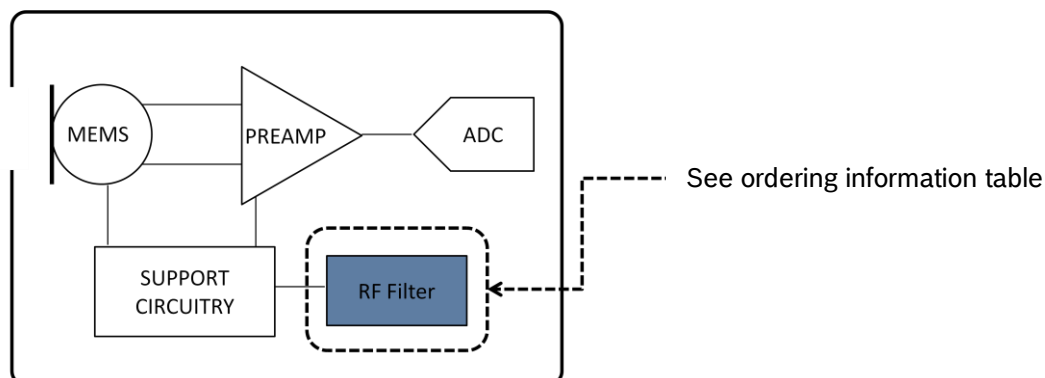 MEMS
PREAMP
ADC
See ordering information table
SUPPORT
CIRCUITRY
RF Filter